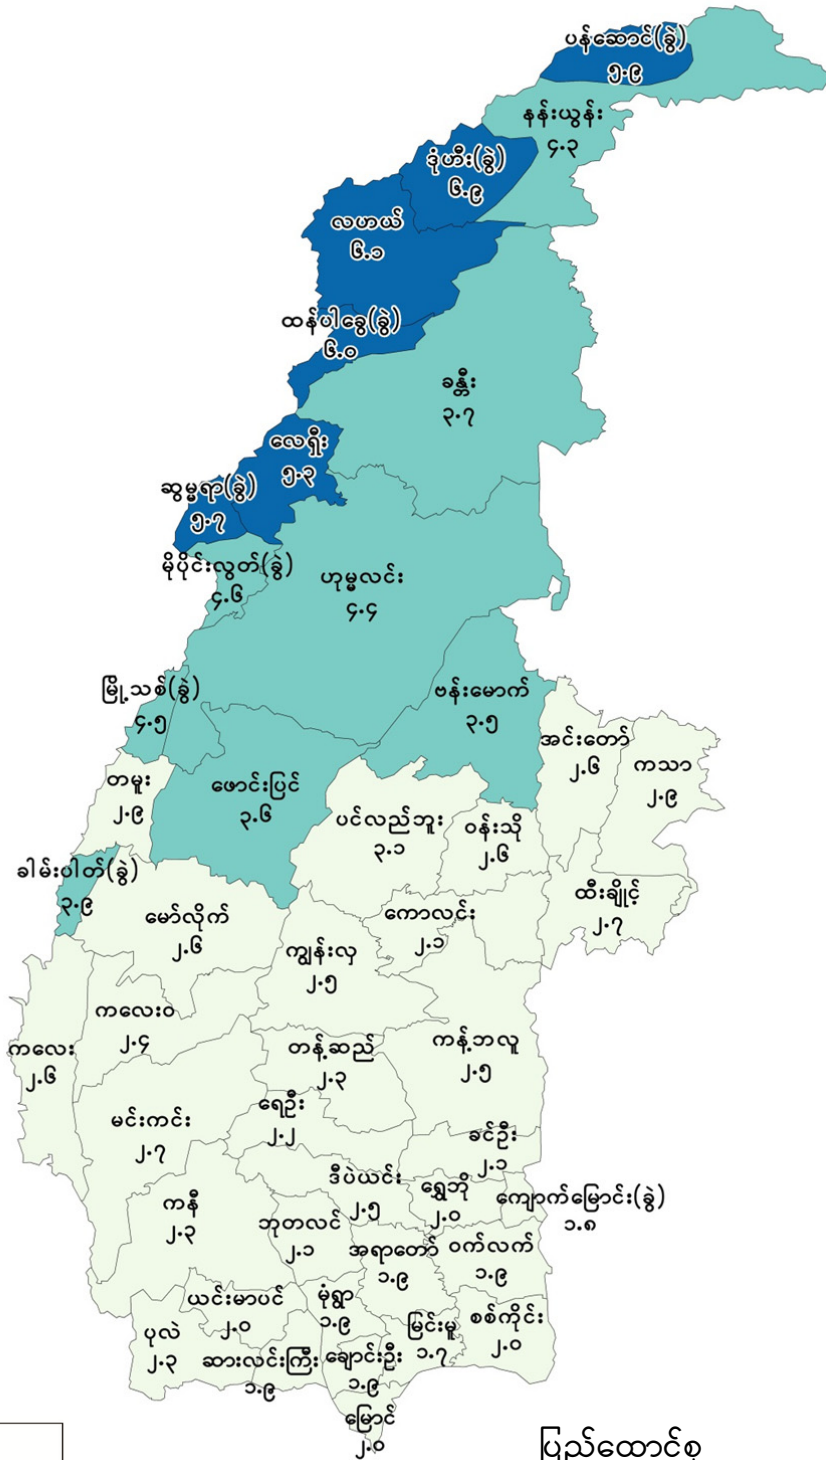 ပန်ဆောင်(ခွဲ)
၅.၉
နန်းယွန်း
၄.၃
ဒုံဟီး(ခွဲ)
၆.၉
လဟယ်
၆.၁
ထန်ပါခွေ(ခွဲ)
၆.၀
ခန္တီး
၃.၇
လေရှီး
၅.၃
ဆွမ္မရာ(ခွဲ)
၅.၇
မိုပိုင်းလွတ်(ခွဲ)
၄.၆
ဟုမ္မလင်း
၄.၄
မြို့သစ်(ခွဲ)
၄.၅
ဗန်းမောက်
၃.၅
အင်းတော်
၂.၆
ကသာ
၂.၉
တမူး
၂.၉
ဖောင်းပြင်
၃.၆
ပင်လည်ဘူး
၃.၁
ဝန်းသို
၂.၆
ခါမ်းပါတ်(ခွဲ)
၃.၉
ထီးချိုင့်
၂.၇
မော်လိုက်
၂.၆
ကောလင်း
၂.၁
ကျွန်းလှ
၂.၅
ကလေးဝ
၂.၄
ကလေး
၂.၆
တန့်ဆည်
၂.၃
ကန့်ဘလူ
၂.၅
မင်းကင်း
၂.၇
ရေဦး
၂.၂
ခင်ဦး
၂.၁
ဒီပဲယင်း
၂.၅
ရွှေဘို
၂.၀
ကျောက်မြောင်း(ခွဲ)
၁.၈
ကနီ
၂.၃
ဘုတလင်
၂.၁
အရာတော်
၁.၉
ဝက်လက်
၁.၉
ယင်းမာပင်
၂.၀
မုံရွာ
၁.၉
မြင်းမူ
၁.၇
စစ်ကိုင်း
၂.၀
ပုလဲ
၂.၃
ဆားလင်းကြီး
၁.၉
ချောင်းဦး
၁.၉
မြောင်
၂.၀
ပြည်ထောင်စု